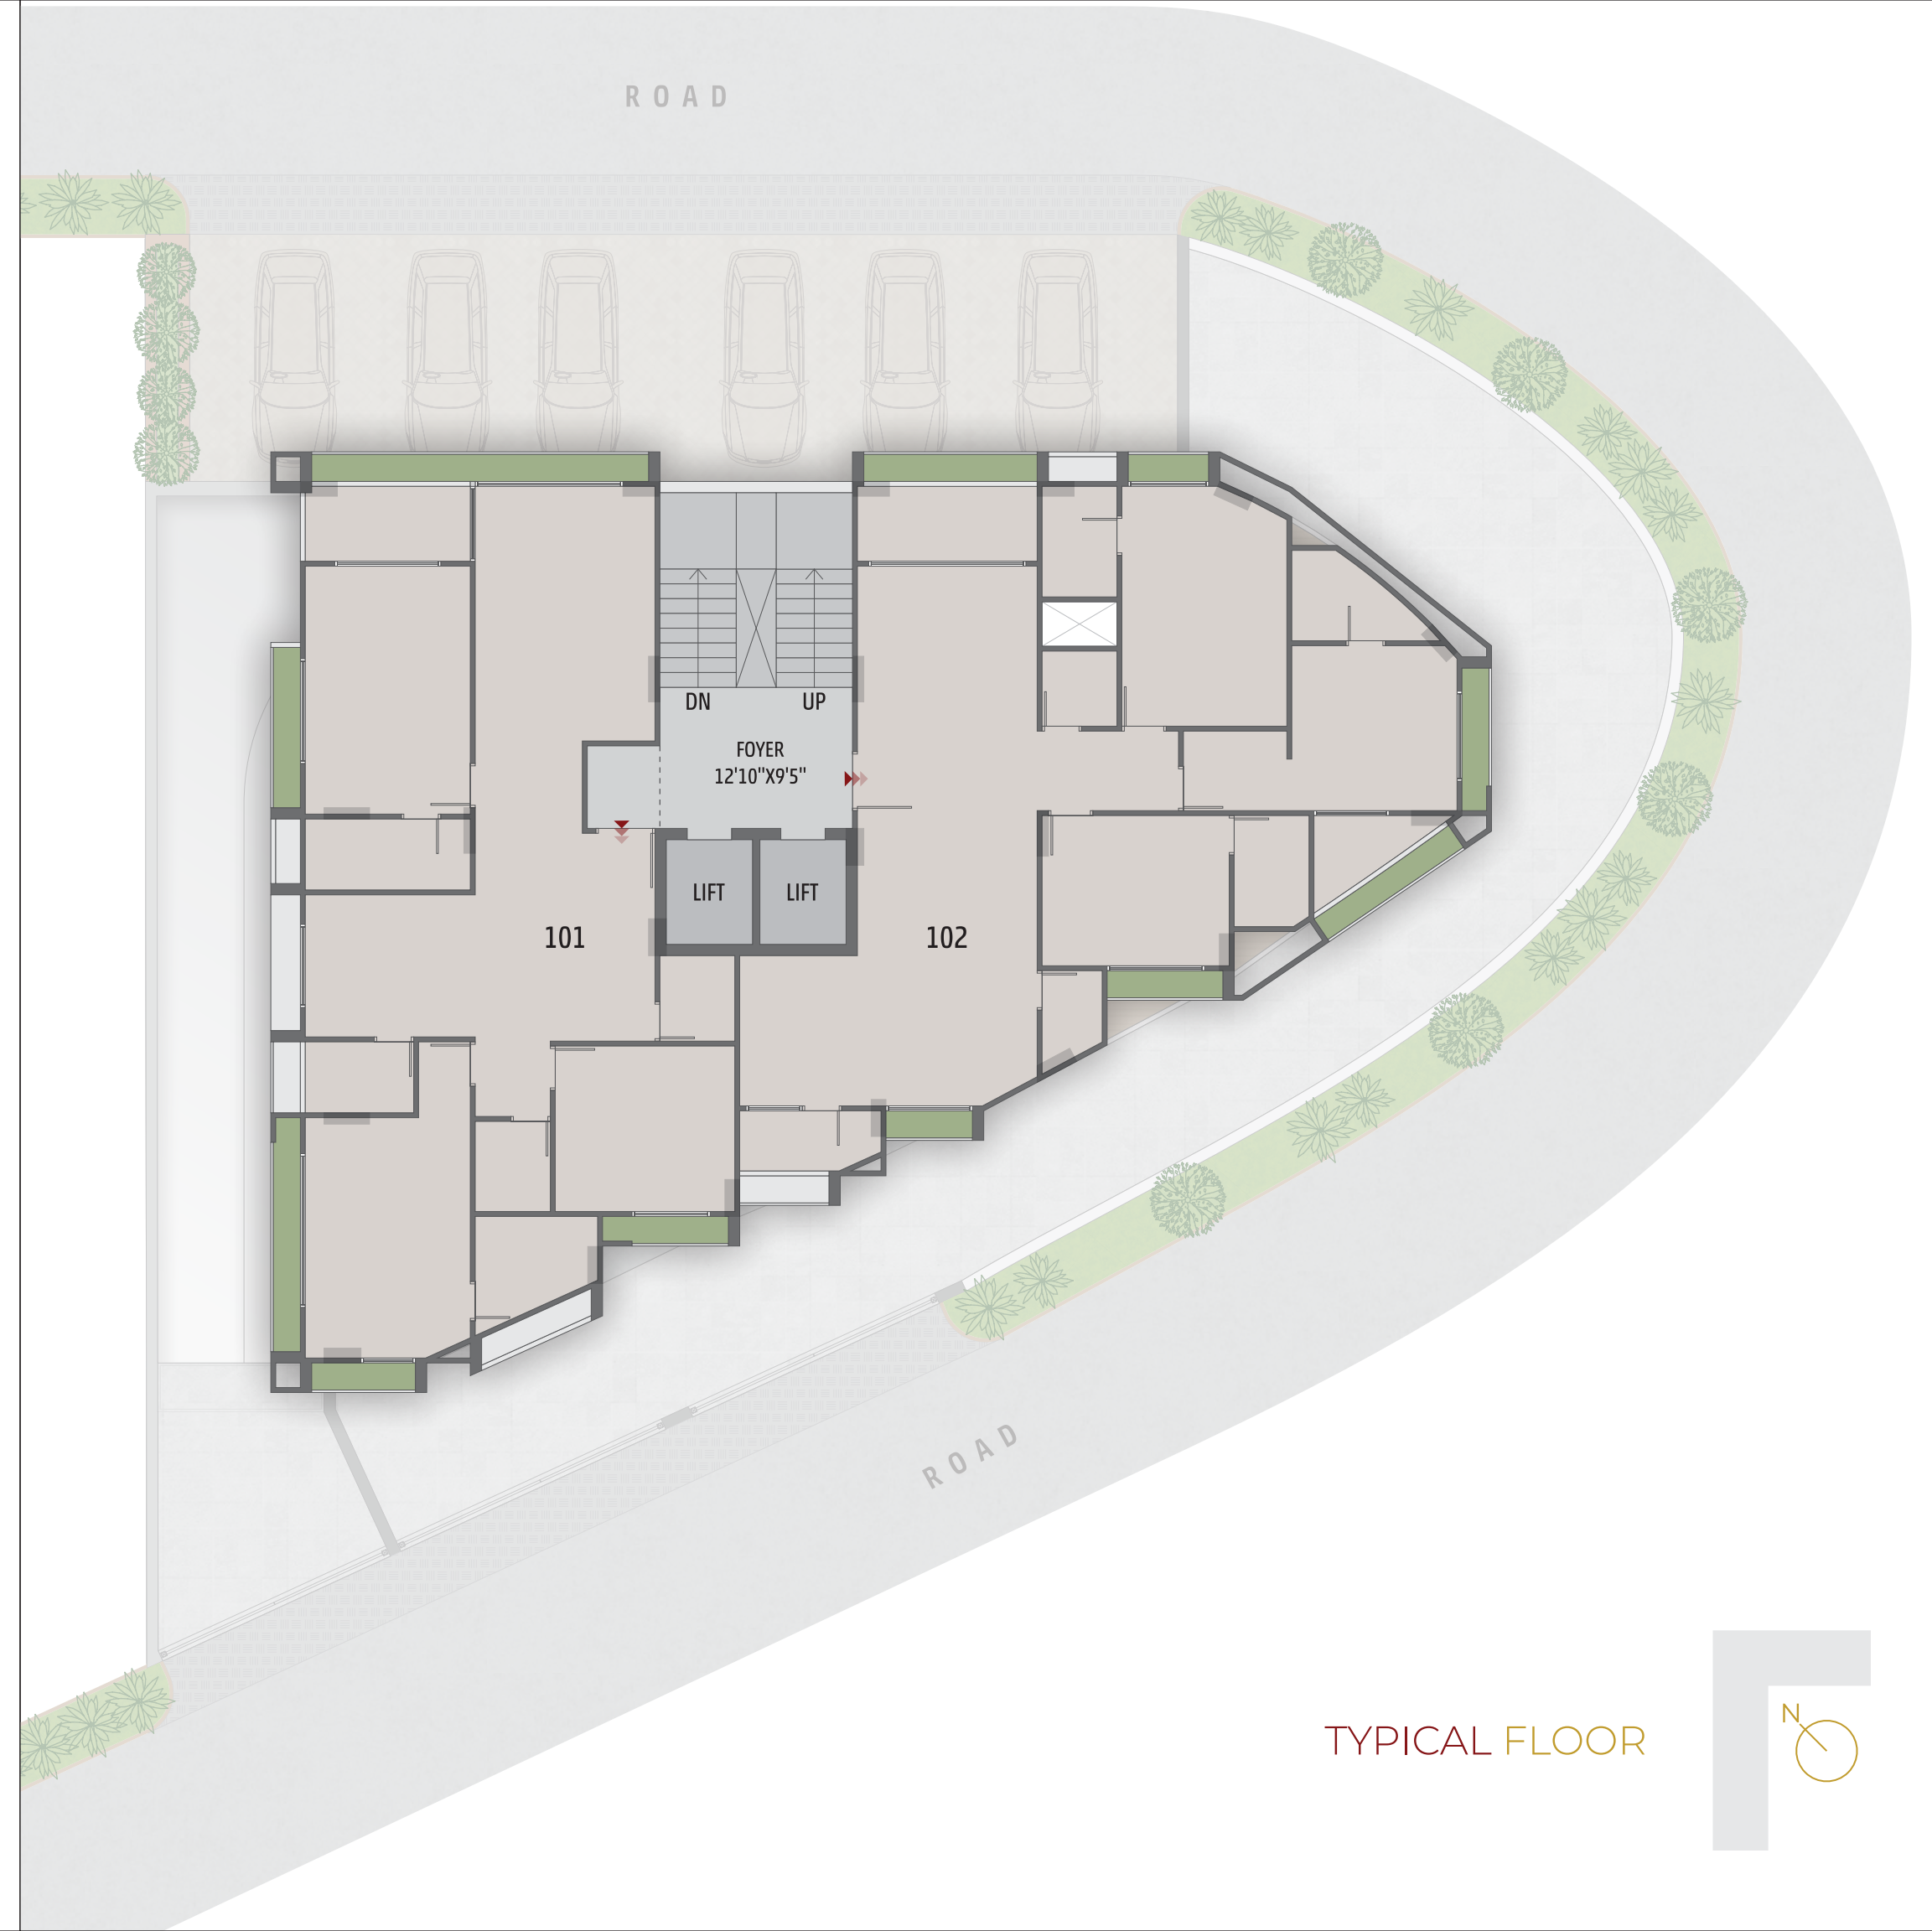 ROAD
DN
UP
FOYER
12'10"X9'5"
LIFT
LIFT
101
102
ROAD
N
TYPICAL FLOOR